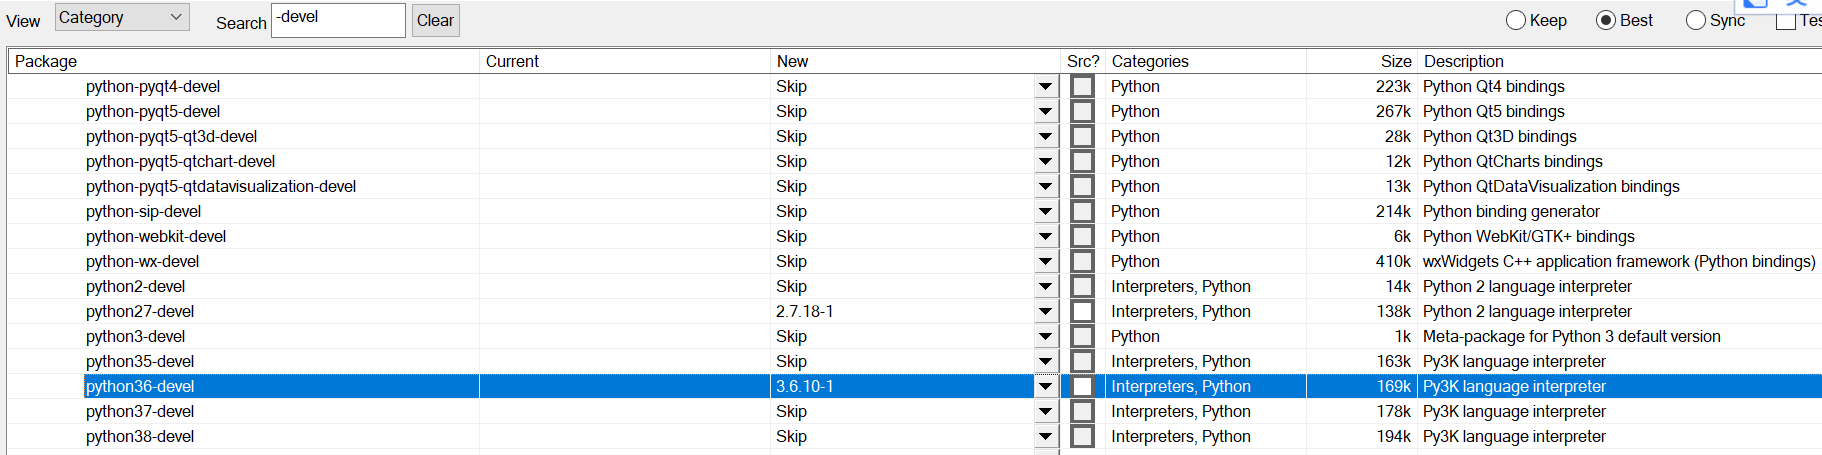 View Category Search -devel Clear Keep Best Sync Tes
Package Current New Src? Categories Size Description
python-pyqt4-devel Skip Python 223k Python Qt4 bindings
python-pyqt5-devel Skip Python 267k Python Qt5 bindings
python-pyqt5-qt3d-devel Skip Python 28k Python Qt3D bindings
python-pyqt5-qtchart-devel Skip Python 12k Python QtCharts bindings
python-pyqt5-qtdatavisualization-devel Skip Python 13k Python QtDataVisualization bindings
python-sip-devel Skip Python 214k Python binding generator
python-webkit-devel Skip Python 6k Python WebKit/GTK+ bindings
python-wx-devel Skip Python 410k wxWidgets C++ application framework (Python bindings)
python2-devel Skip Interpreters, Python 14k Python 2 language interpreter
python27-devel 2.7.18-1 Interpreters, Python 138k Python 2 language interpreter
python3-devel Skip Python 1k Meta-package for Python 3 default version
python35-devel Skip Interpreters, Python 163k Py3K language interpreter
python36-devel 3.6.10-1 Interpreters, Python 169k Py3K language interpreter
python37-devel Skip Interpreters, Python 178k Py3K language interpreter
python38-devel Skip Interpreters, Python 194k Py3K language interpreter